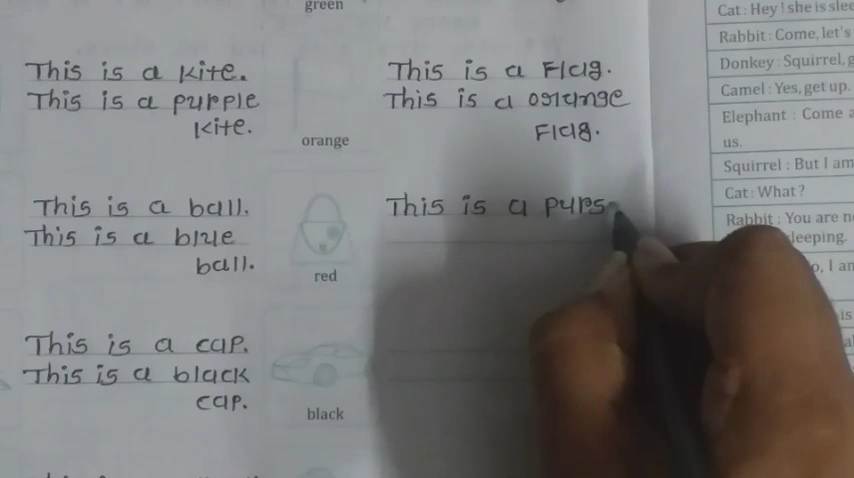 green
This is a kite.
This is a purple
kite.
orange
This is a Flag.
This is a orange
Flag.
This is a ball.
This is a blue
ball.
red
This is a purs
This is a cap.
This is a black
cap.
black
Cat : Hey ! she is slee
Rabbit : Come, let's
Donkey : Squirrel, g
Camel : Yes, get up.
Elephant : Come a
us.
Squirrel : But I am
Cat : What ?
Rabbit : You are no
leeping.
o, I am
is